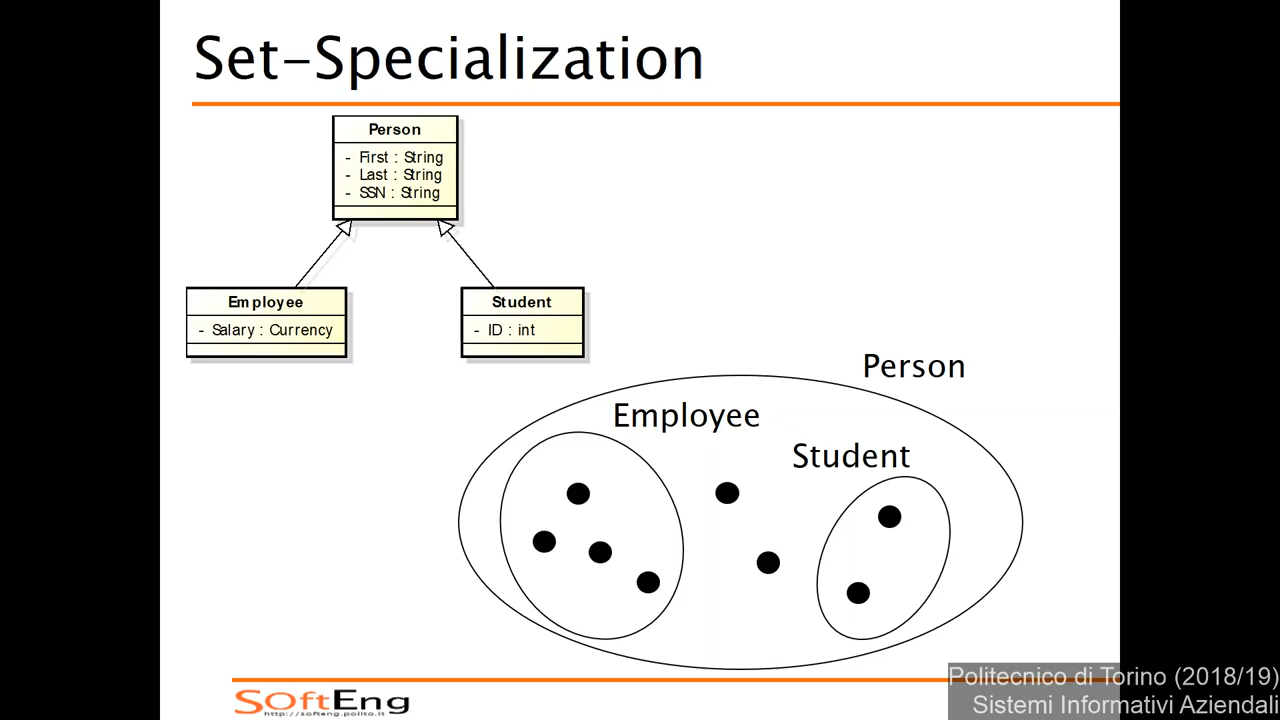 Set-Specialization
Person
- First : String
- Last : String
- SSN : String
Employee
- Salary : Currency
Student
- ID : int
Person
Employee
Student
SoftEng
http://softeng.polito.it
Politecnico di Torino (2018/19)
Sistemi Informativi Aziendali